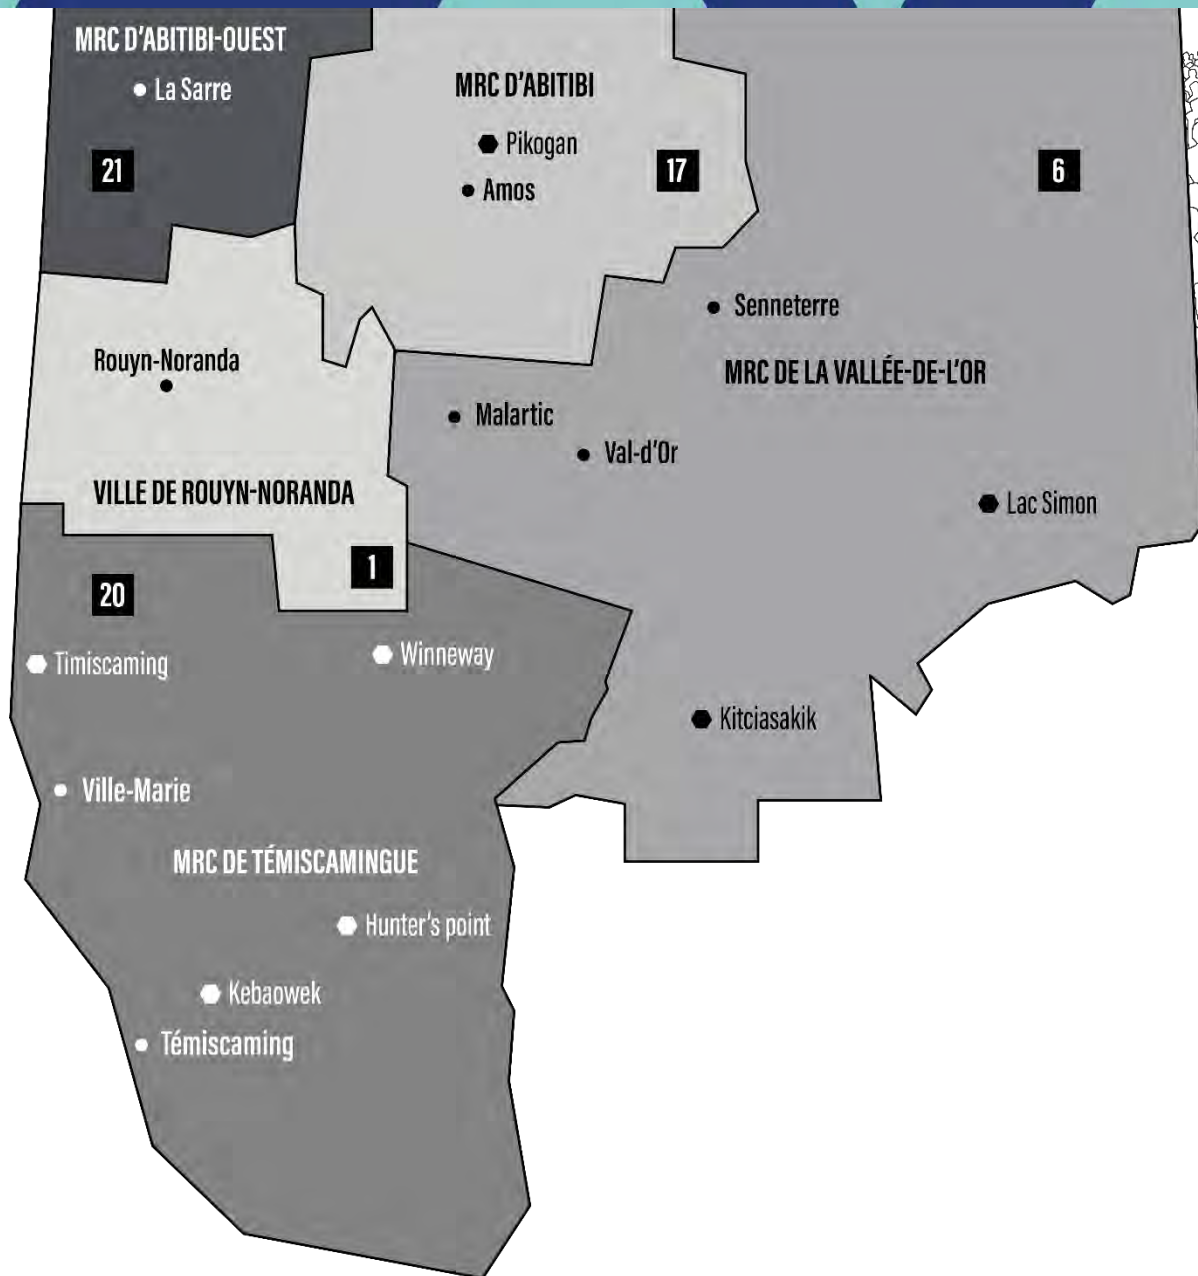 MRC D'ABITIBI-OUEST
La Sarre
21
MRC D'ABITIBI
Pikogan
Amos
17
6
Senneterre
MRC DE LA VALLÉE-DE-L'OR
Rouyn-Noranda
Malartic
Val-d'Or
VILLE DE ROUYN-NORANDA
Lac Simon
1
20
Timiscaming
Winneway
Kitciasakik
Ville-Marie
MRC DE TÉMISCAMINGUE
Hunter's point
Kebaowek
Témiscaming